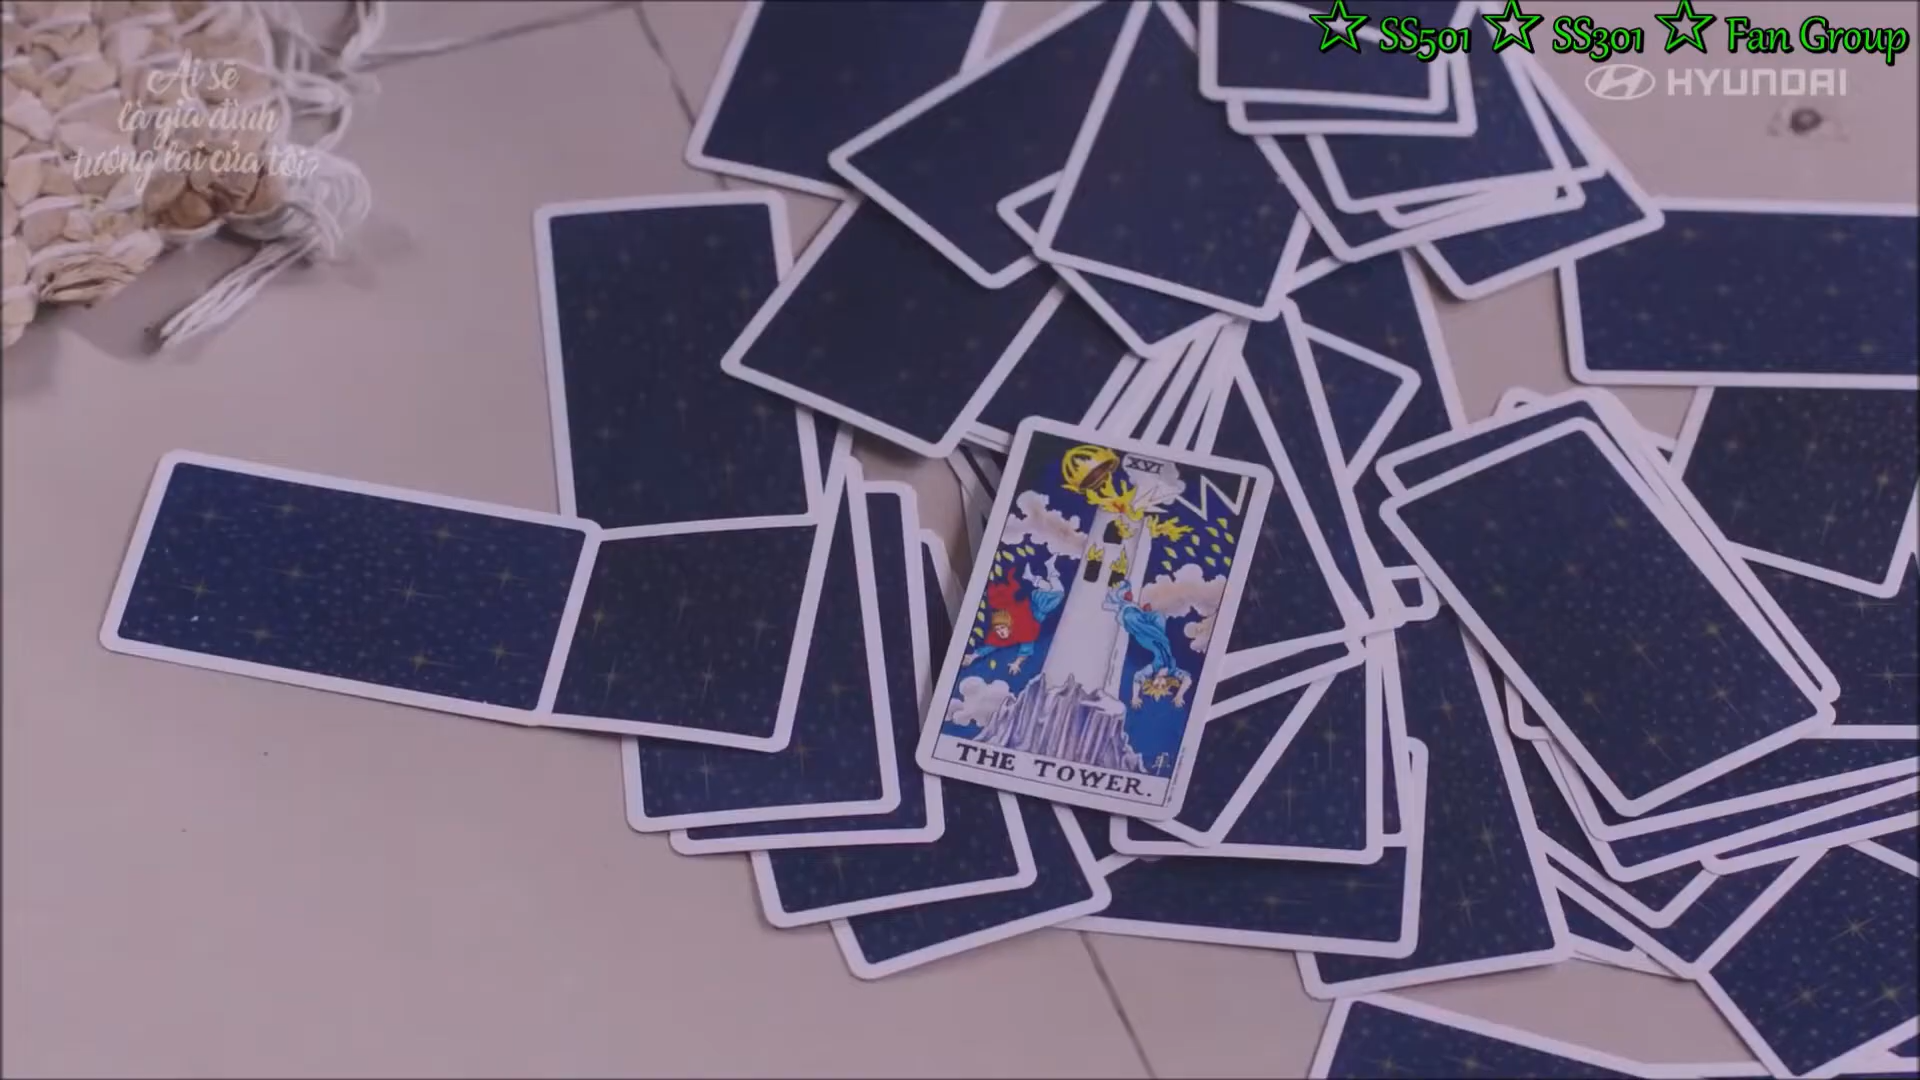 ☆ SS501 ☆ SS301 ☆ Fan Group
HYUNDAI
Ai sẽ
là gia đình
tương lai của tôi?
XVI
THE TOWER.